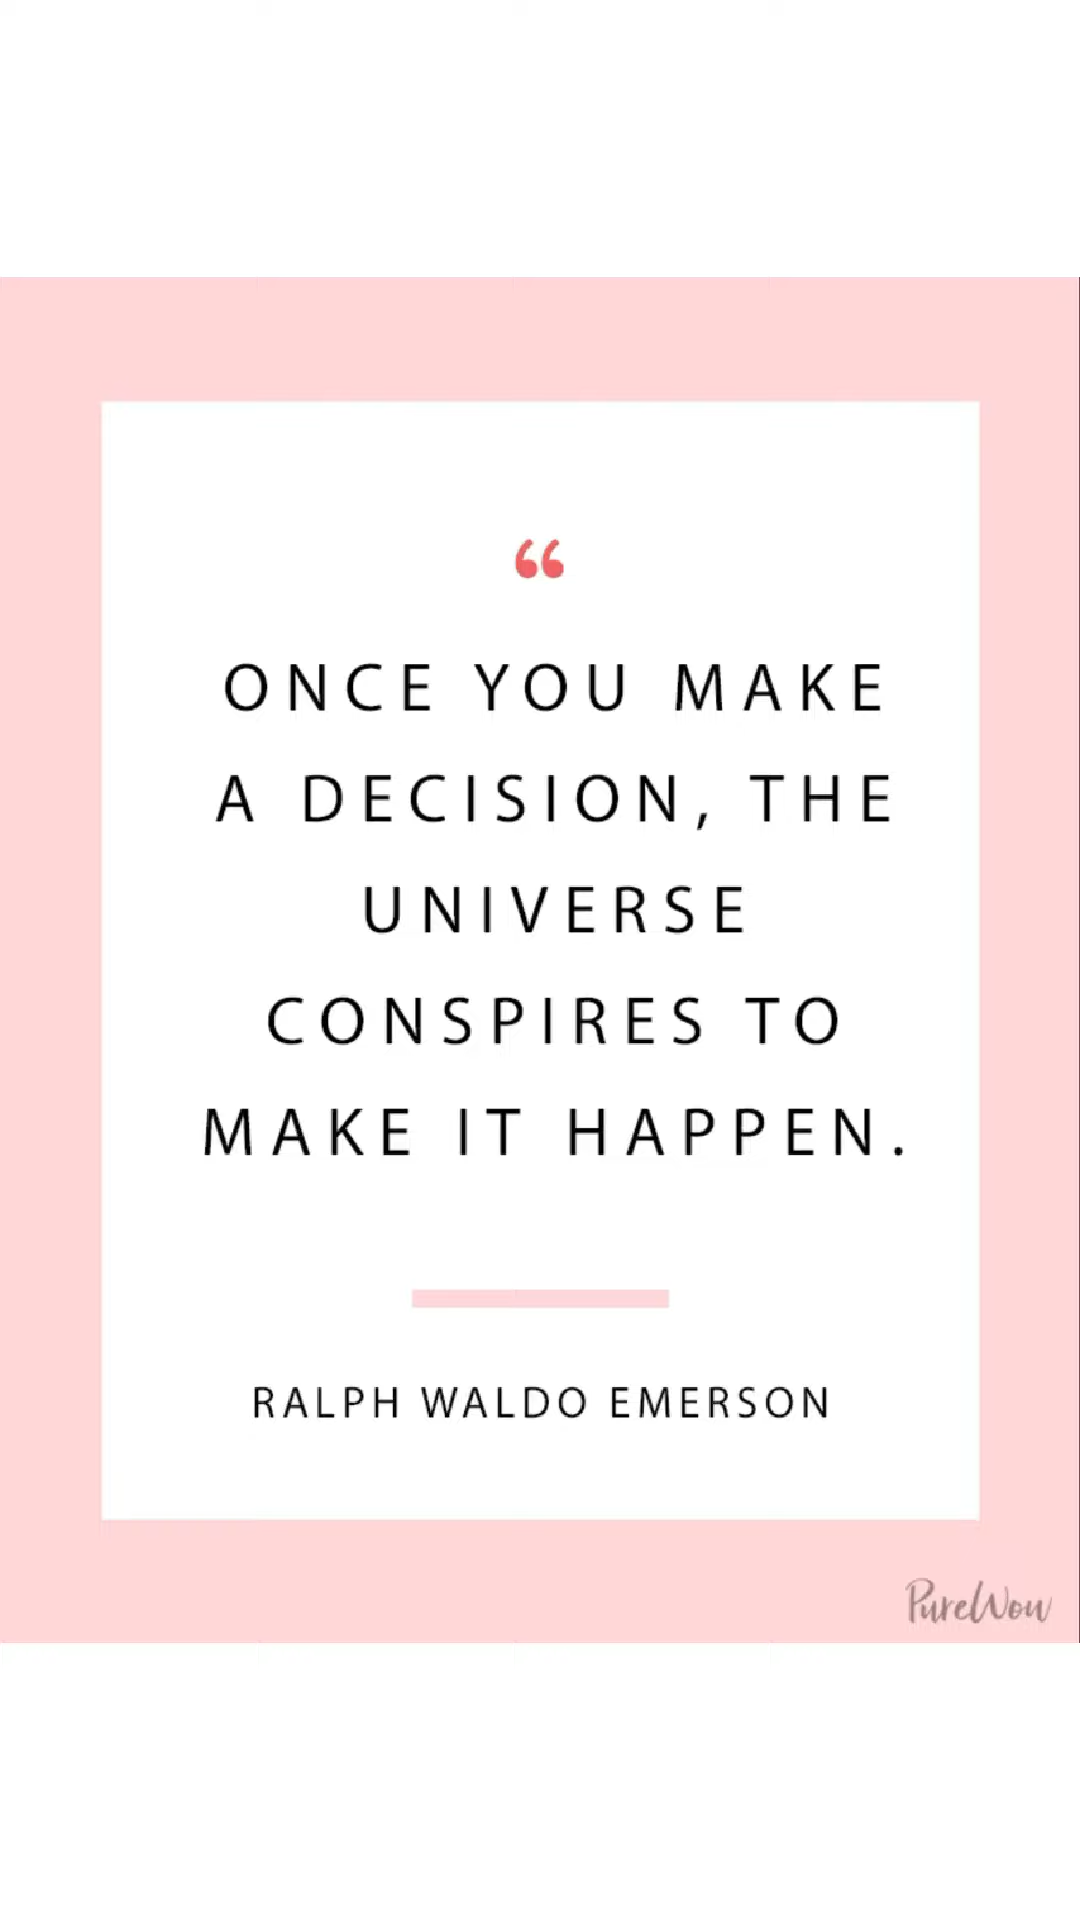 “
ONCE YOU MAKE
A DECISION, THE
UNIVERSE
CONSPIRES TO
MAKE IT HAPPEN.
RALPH WALDO EMERSON
PureWow